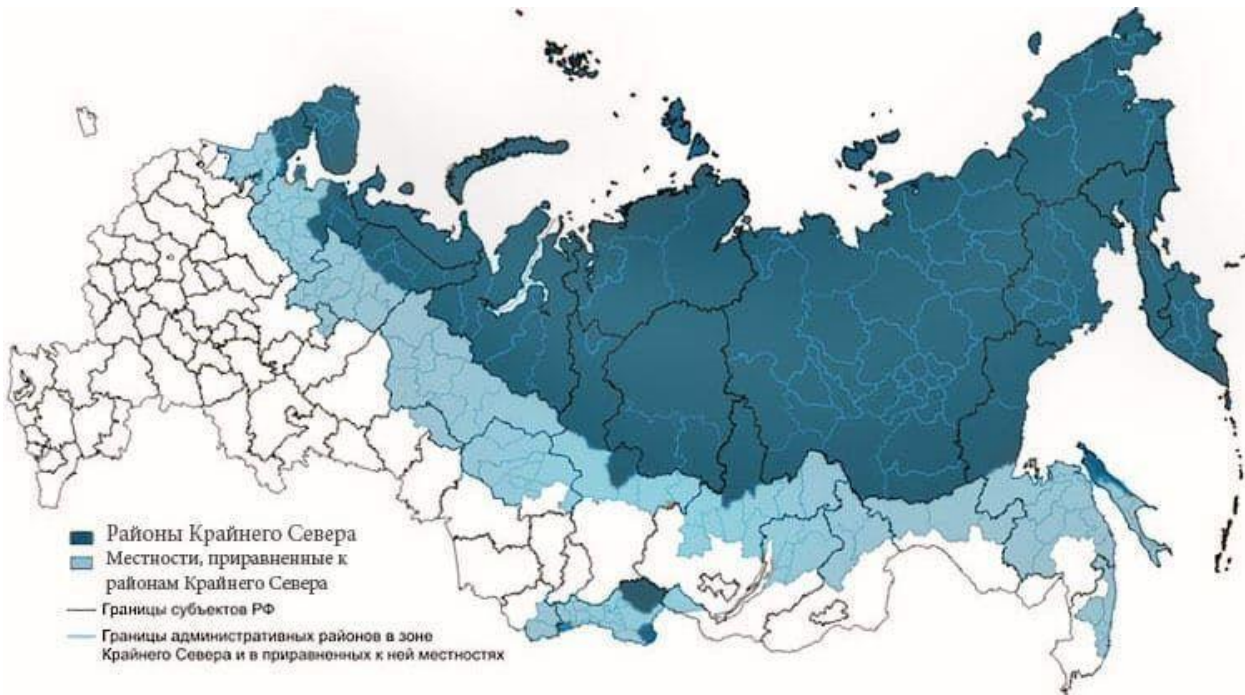 Районы Крайнего Севера
Местности, приравненные к
районам Крайнего Севера
Границы субъектов РФ
Границы административных районов в зоне
Крайнего Севера и в приравненных к ней местностях